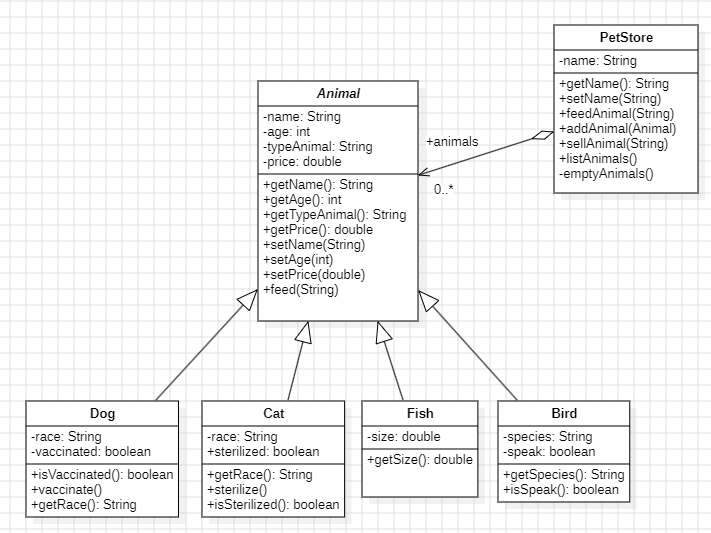 PetStore
-name: String
+getName(): String
+setName(String)
+feedAnimal(String)
+addAnimal(Animal)
+sellAnimal(String)
+listAnimals()
-emptyAnimals()
Animal
-name: String
-age: int
-typeAnimal: String
-price: double
+getName(): String
+getAge(): int
+getTypeAnimal(): String
+getPrice(): double
+setName(String)
+setAge(int)
+setPrice(double)
+feed(String)
+animals
0..*
Dog
-race: String
-vaccinated: boolean
+isVaccinated(): boolean
+vaccinate()
+getRace(): String
Cat
-race: String
+sterilized: boolean
+getRace(): String
+sterilize()
+isSterilized(): boolean
Fish
-size: double
+getSize(): double
Bird
-species: String
-speak: boolean
+getSpecies(): String
+isSpeak(): boolean